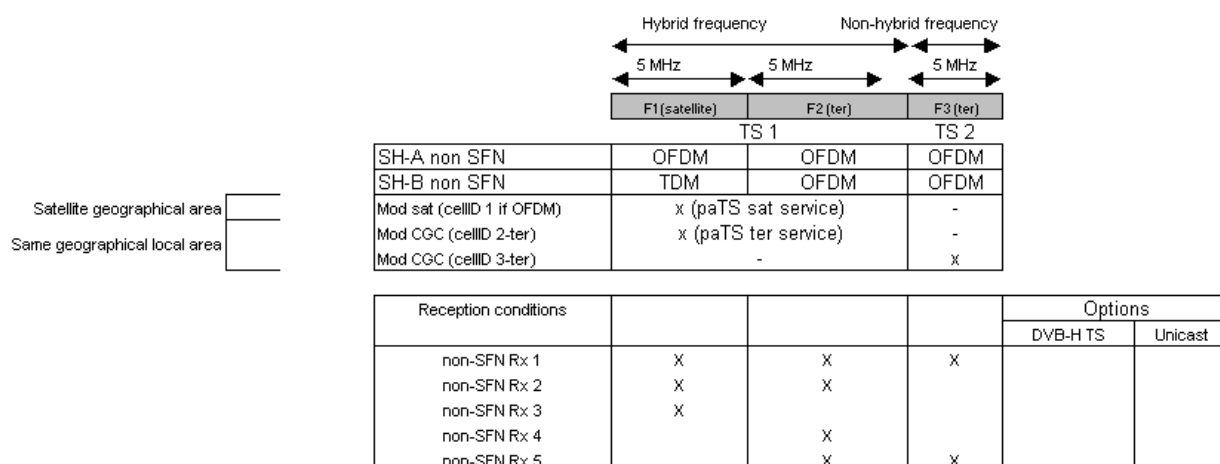 Hybrid frequency Non-hybrid frequency
5 MHz 5 MHz 5 MHz
F1(satellite) F2(ter) F3(ter)
TS 1 TS 2
SH-A non SFN OFDM OFDM OFDM
SH-B non SFN TDM OFDM OFDM
Satellite geographical area Mod sat (cellID 1 if OFDM) x (paTS sat service) -
Same geographical local area Mod CGC (cellID 2-ter) x (paTS ter service) -
Mod CGC (cellID 3-ter) - x
Reception conditions Options
DVB-H TS Unicast
non-SFN Rx 1 X X X
non-SFN Rx 2 X X
non-SFN Rx 3 X
non-SFN Rx 4 X
non-SFN Rx 5 X X